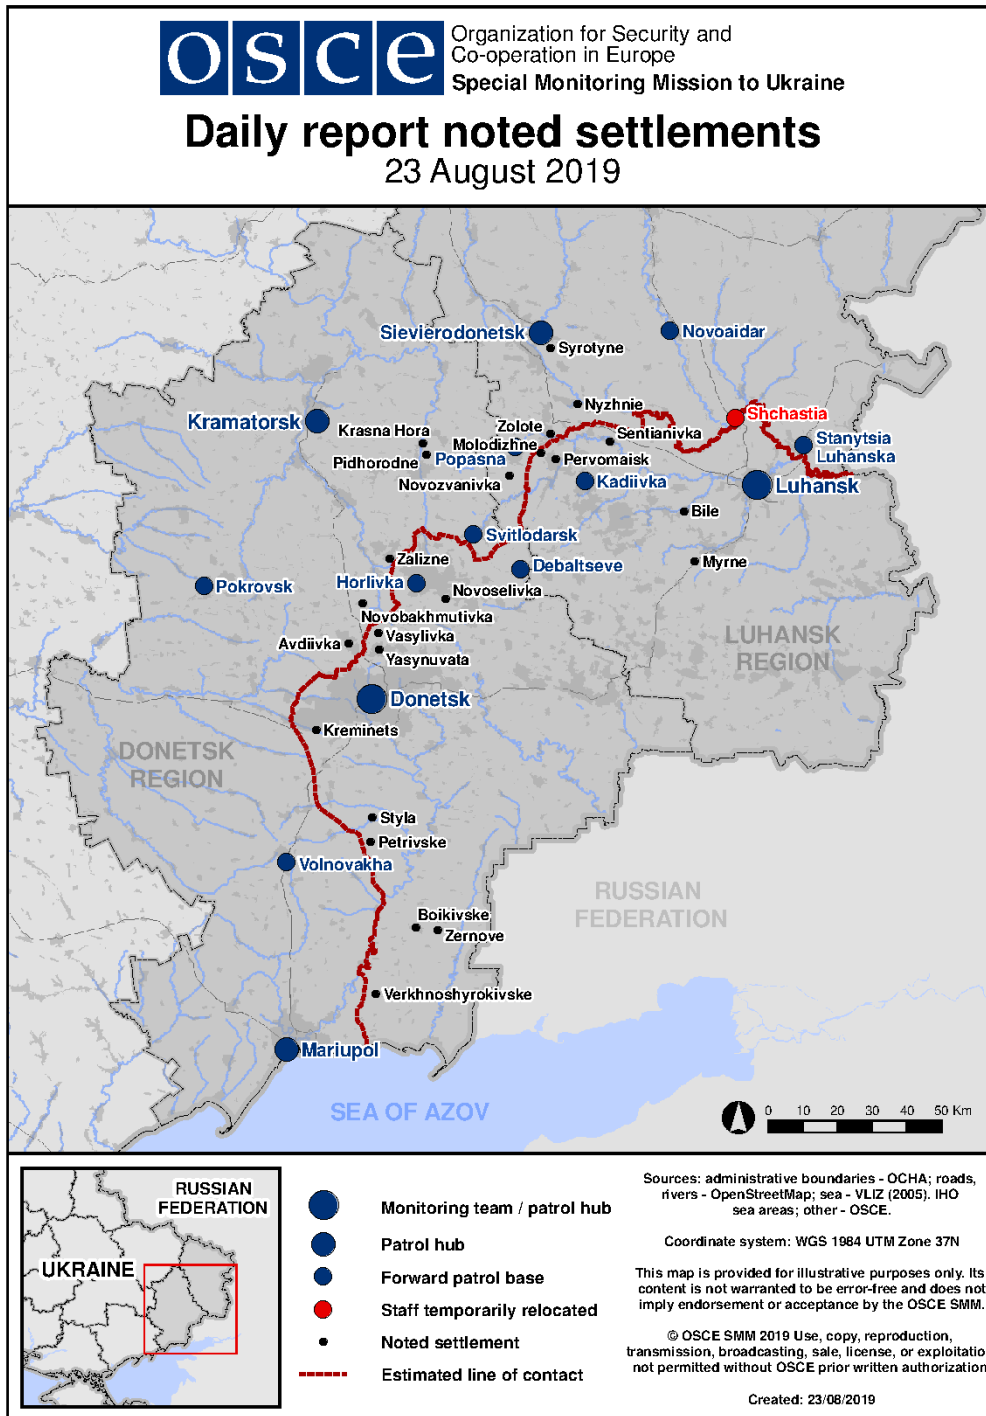 OSCE
Organization for Security and
Co-operation in Europe
Special Monitoring Mission to Ukraine
Daily report noted settlements
23 August 2019
Sievierodonetsk
Novoaidar
Syrotyne
Nyzhnie
Shchastia
Kramatorsk
Krasna Hora
Zolote
Sentianivka
Stanytsia
Luhanska
Molodizhne
Pidhorodne
Popasna
Pervomaisk
Novozvanivka
Kadiivka
Luhansk
Bile
Svitlodarsk
Zalizne
Debaltseve
Myrne
Pokrovsk
Horlivka
Novoselivka
Novobakhmutivka
Vasylivka
Avdiivka
Yasynuvata
LUHANSK
REGION
Donetsk
Kreminets
DONETSK
REGION
Styla
Petrivske
Volnovakha
RUSSIAN
FEDERATION
Boikivske
Zernove
Verkhnoshyrokivske
Mariupol
SEA OF AZOV
0 10 20 30 40 50 Km
RUSSIAN
FEDERATION
UKRAINE
Monitoring team / patrol hub
Patrol hub
Forward patrol base
Staff temporarily relocated
Noted settlement
Estimated line of contact
Sources: administrative boundaries - OCHA; roads,
rivers - OpenStreetMap; sea - VLIZ (2005). IHO
sea areas; other - OSCE.
Coordinate system: WGS 1984 UTM Zone 37N
This map is provided for illustrative purposes only. Its
content is not warranted to be error-free and does not
imply endorsement or acceptance by the OSCE SMM.
© OSCE SMM 2019 Use, copy, reproduction,
transmission, broadcasting, sale, license, or exploitatio
not permitted without OSCE prior written authorization
Created: 23/08/2019